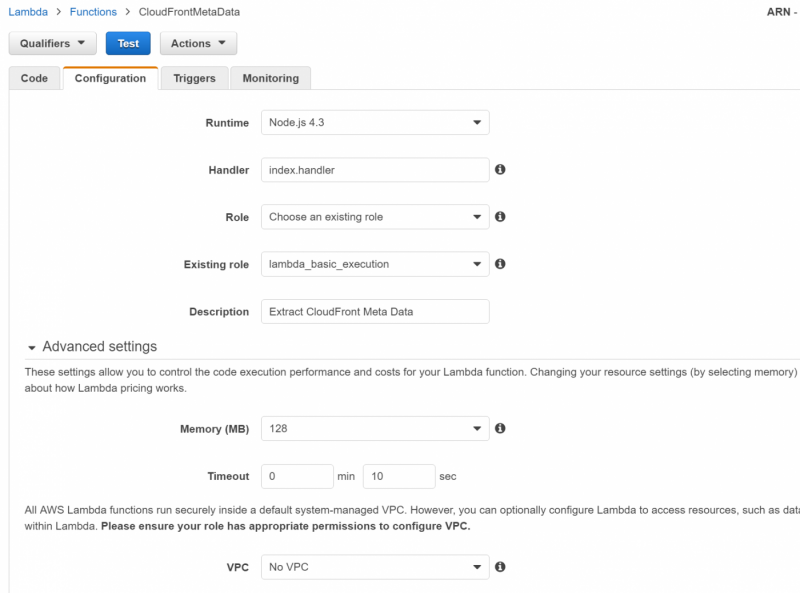 Lambda > Functions > CloudFrontMetaData ARN -
Qualifiers Test Actions
Code Configuration Triggers Monitoring
Runtime Node.js 4.3
Handler index.handler
Role Choose an existing role
Existing role lambda_basic_execution
Description Extract CloudFront Meta Data
Advanced settings
These settings allow you to control the code execution performance and costs for your Lambda function. Changing your resource settings (by selecting memory)
about how Lambda pricing works.
Memory (MB) 128
Timeout 0 min 10 sec
All AWS Lambda functions run securely inside a default system-managed VPC. However, you can optionally configure Lambda to access resources, such as data
within Lambda. Please ensure your role has appropriate permissions to configure VPC.
VPC No VPC